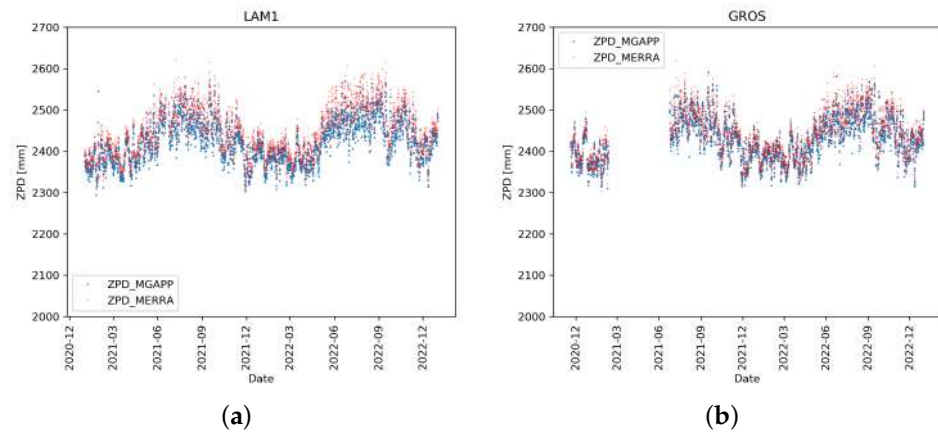 LAM1
2700
2600
2500
2400
2300
2200
2100
2000
ZPD [mm]
ZPD_MGAPP
ZPD_MERRA
2020-12
2021-03
2021-06
2021-09
2021-12
2022-03
2022-06
2022-09
2022-12
Date
(a)
GROS
2700
2600
2500
2400
2300
2200
2100
2000
ZPD [mm]
ZPD_MGAPP
ZPD_MERRA
2020-12
2021-03
2021-06
2021-09
2021-12
2022-03
2022-06
2022-09
2022-12
Date
(b)